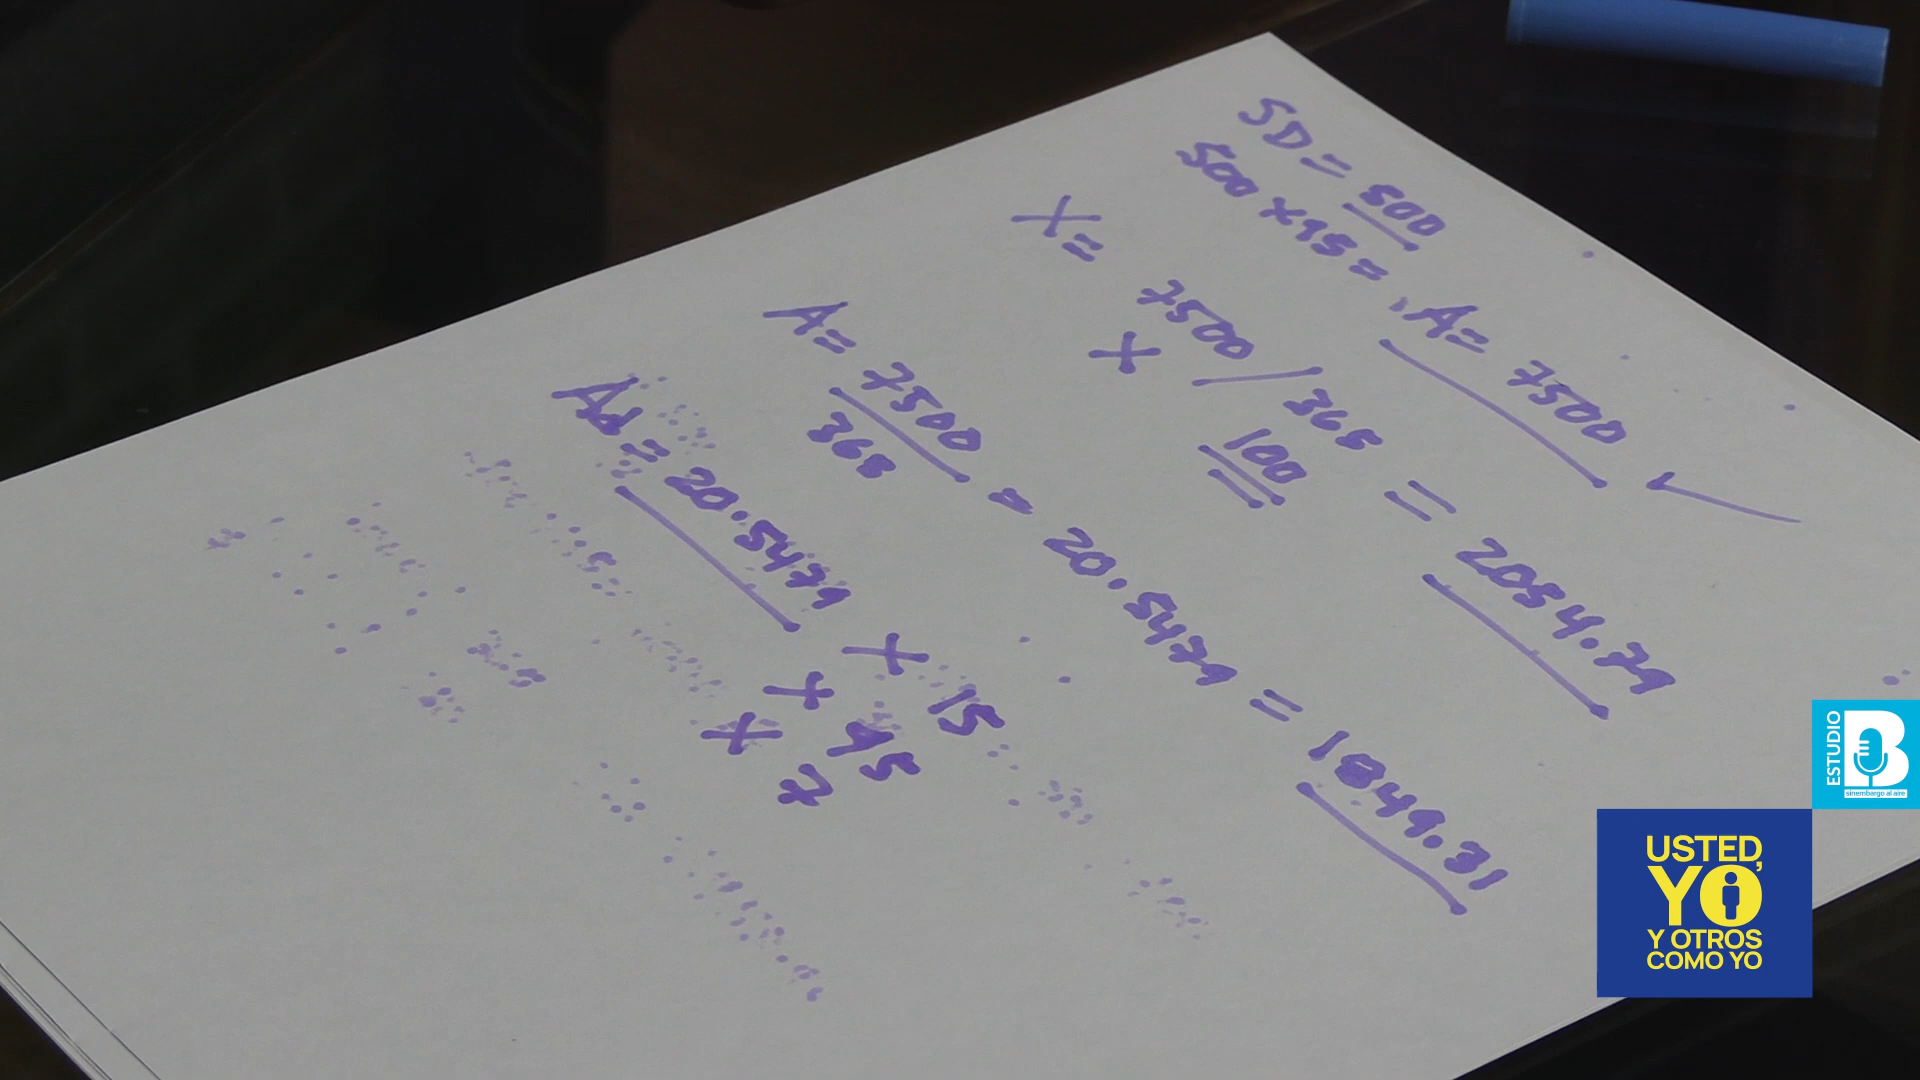 SD = 500
500 x 15 = A = 7500
X = 7500 / 365 = 2054.79
X 100
A = 7500 = 20.5479 = 1849.31
365
Ad = 20.5479 X 15
X 95
X 7
ESTUDIO
B
sinembargo al aire
USTED,
YO
Y OTROS
COMO YO